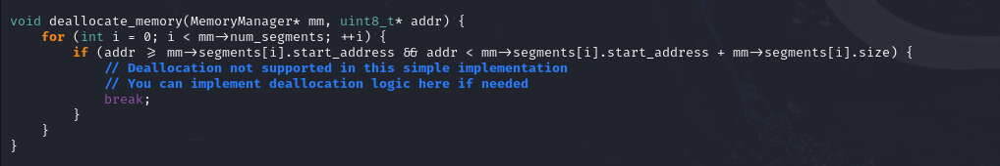 void deallocate_memory(MemoryManager* mm, uint8_t* addr) {
    for (int i = 0; i < mm->num_segments; ++i) {
        if (addr >= mm->segments[i].start_address && addr < mm->segments[i].start_address + mm->segments[i].size) {
            // Deallocation not supported in this simple implementation
            // You can implement deallocation logic here if needed
            break;
        }
    }
}